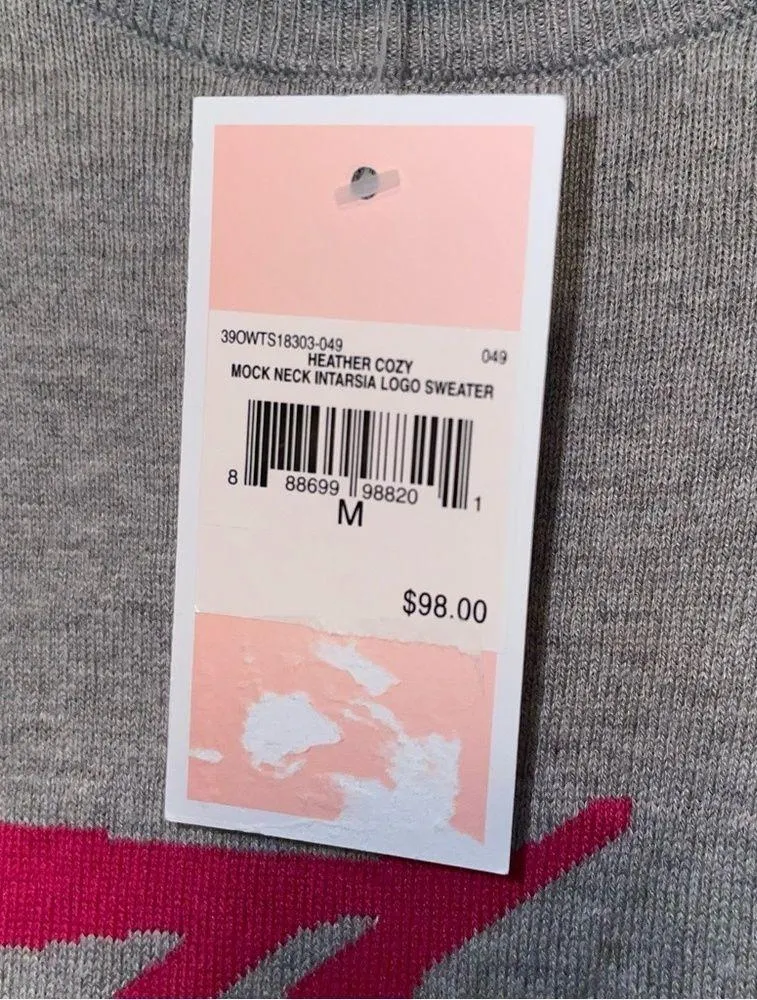 39OWTS18303-049 049
HEATHER COZY
MOCK NECK INTARSIA LOGO SWEATER
8 88699 98820 1
M
$98.00